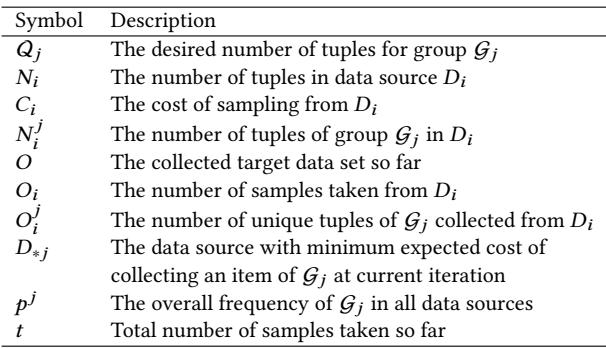 Symbol Description
𝒬_j The desired number of tuples for group 𝒢_j
N_i The number of tuples in data source D_i
C_i The cost of sampling from D_i
N_i^j The number of tuples of group 𝒢_j in D_i
O The collected target data set so far
O_i The number of samples taken from D_i
O_i^j The number of unique tuples of 𝒢_j collected from D_i
D_{*j} The data source with minimum expected cost of
collecting an item of 𝒢_j at current iteration
p^j The overall frequency of 𝒢_j in all data sources
t Total number of samples taken so far